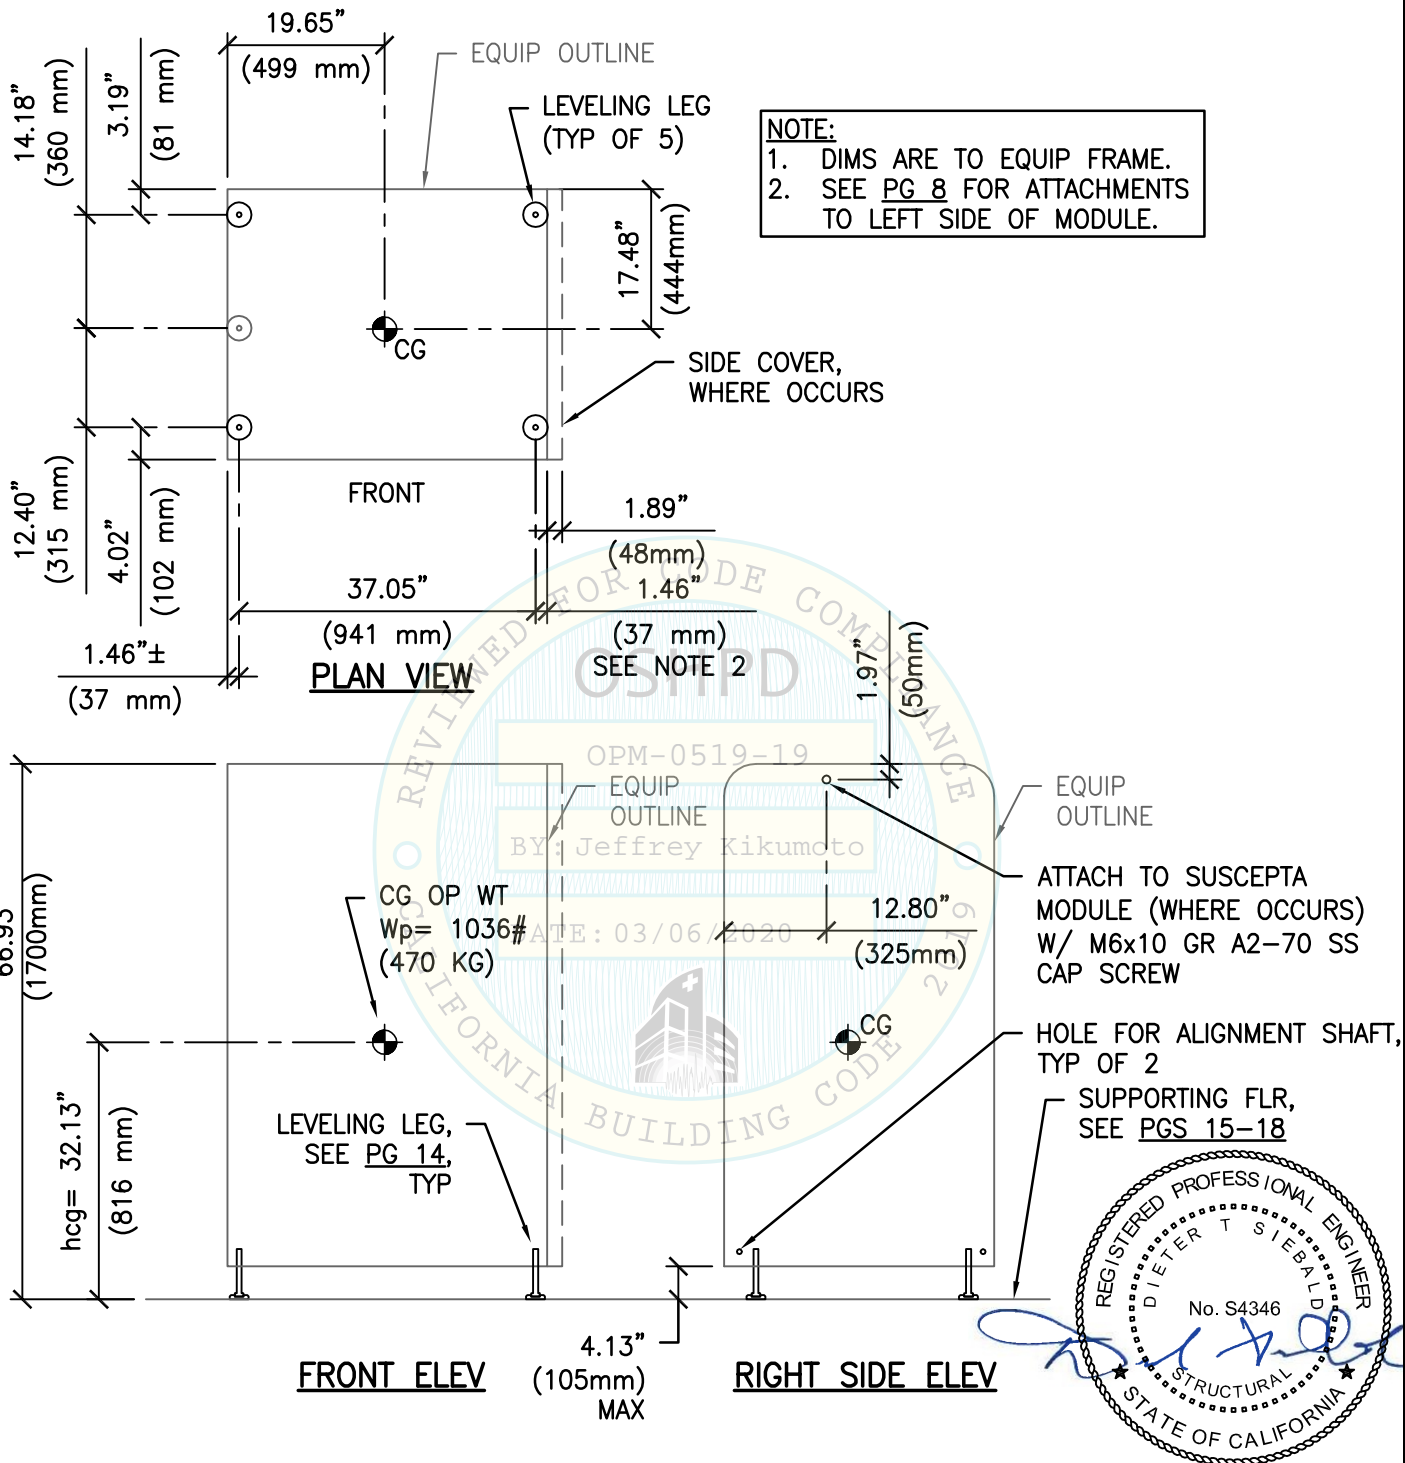 19.65"
(499 mm)
EQUIP OUTLINE
14.18"
(360 mm)
3.19"
(81 mm)
LEVELING LEG
(TYP OF 5)
NOTE:
1. DIMS ARE TO EQUIP FRAME.
2. SEE PG 8 FOR ATTACHMENTS
TO LEFT SIDE OF MODULE.
17.48"
(444mm)
CG
SIDE COVER,
WHERE OCCURS
12.40"
(315 mm)
4.02"
(102 mm)
FRONT
1.89"
(48mm)
37.05"
(941 mm)
1.46"
(37 mm)
SEE NOTE 2
1.46"±
(37 mm)
PLAN VIEW
1.97"
(50mm)
REVIEWED FOR CODE COMPLIANCE
OSHPD
OPM-0519-19
BY: Jeffrey Kikumoto
DATE: 03/06/2020
CALIFORNIA BUILDING CODE 2019
66.93"
(1700mm)
EQUIP
OUTLINE
CG OP WT
Wp= 1036#
(470 KG)
hcg= 32.13"
(816 mm)
LEVELING LEG,
SEE PG 14,
TYP
FRONT ELEV
4.13"
(105mm)
MAX
EQUIP
OUTLINE
12.80"
(325mm)
CG
ATTACH TO SUSCEPTA
MODULE (WHERE OCCURS)
W/ M6x10 GR A2-70 SS
CAP SCREW
HOLE FOR ALIGNMENT SHAFT,
TYP OF 2
SUPPORTING FLR,
SEE PGS 15-18
RIGHT SIDE ELEV
REGISTERED PROFESSIONAL ENGINEER
DIETER T SIEBALD
No. S4346
STRUCTURAL
STATE OF CALIFORNIA